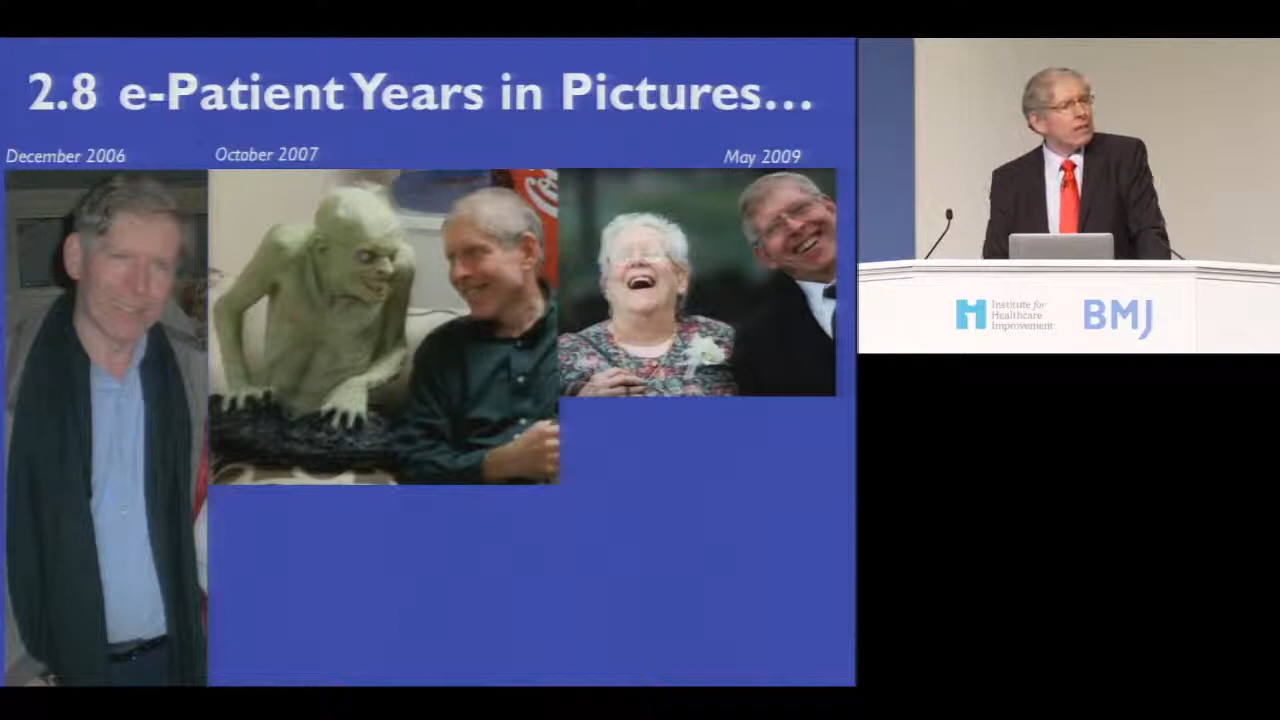 2.8 e-Patient Years in Pictures...
December 2006
October 2007
May 2009
Institute for
Healthcare
Improvement
BMJ